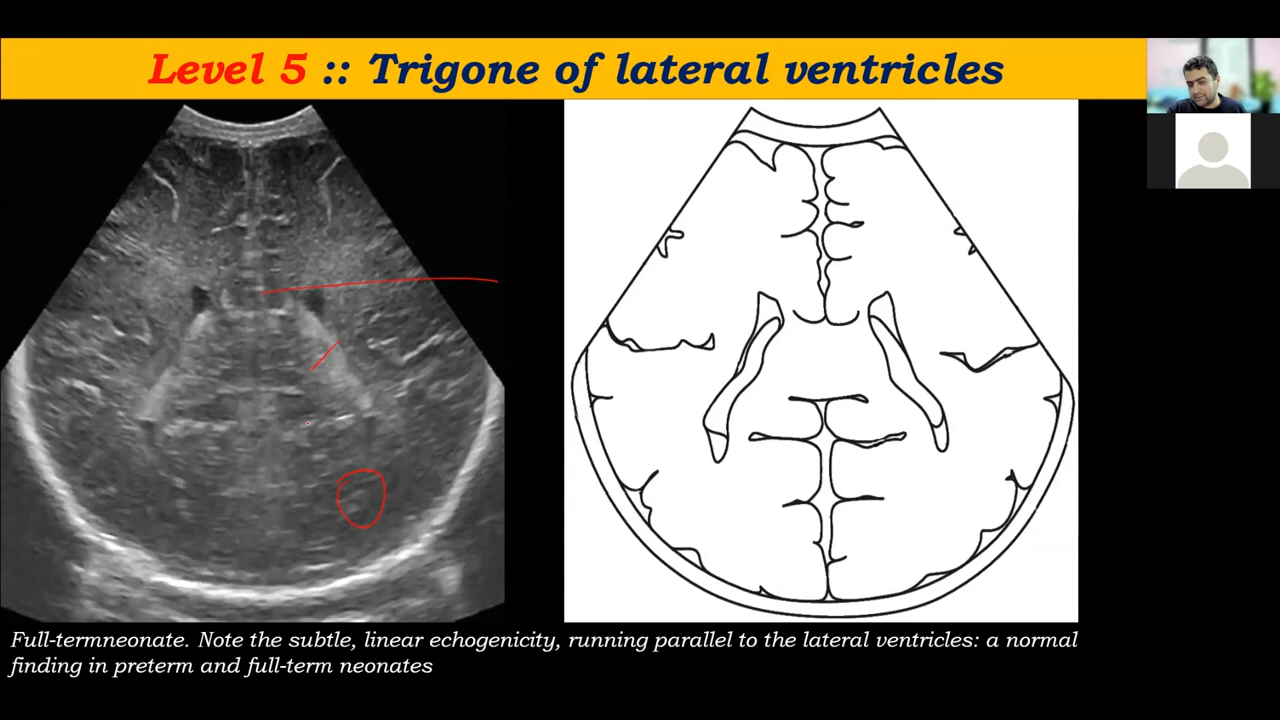 Level 5 :: Trigone of lateral ventricles
Full-termneonate. Note the subtle, linear echogenicity, running parallel to the lateral ventricles: a normal
finding in preterm and full-term neonates